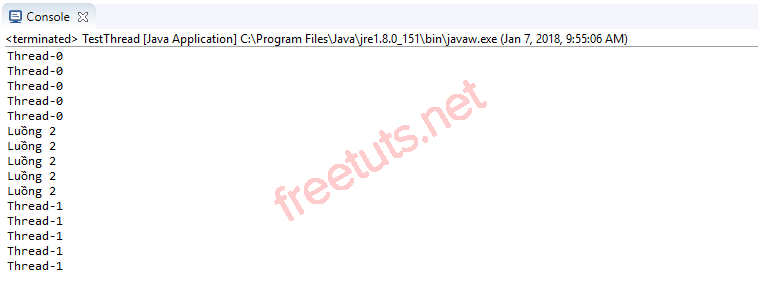 Console
<terminated> TestThread [Java Application] C:\Program Files\Java\jre1.8.0_151\bin\javaw.exe (Jan 7, 2018, 9:55:06 AM)
Thread-0
Thread-0
Thread-0
Thread-0
Thread-0
Luồng 2
Luồng 2
Luồng 2
Luồng 2
Luồng 2
Thread-1
Thread-1
Thread-1
Thread-1
Thread-1
freetuts.net